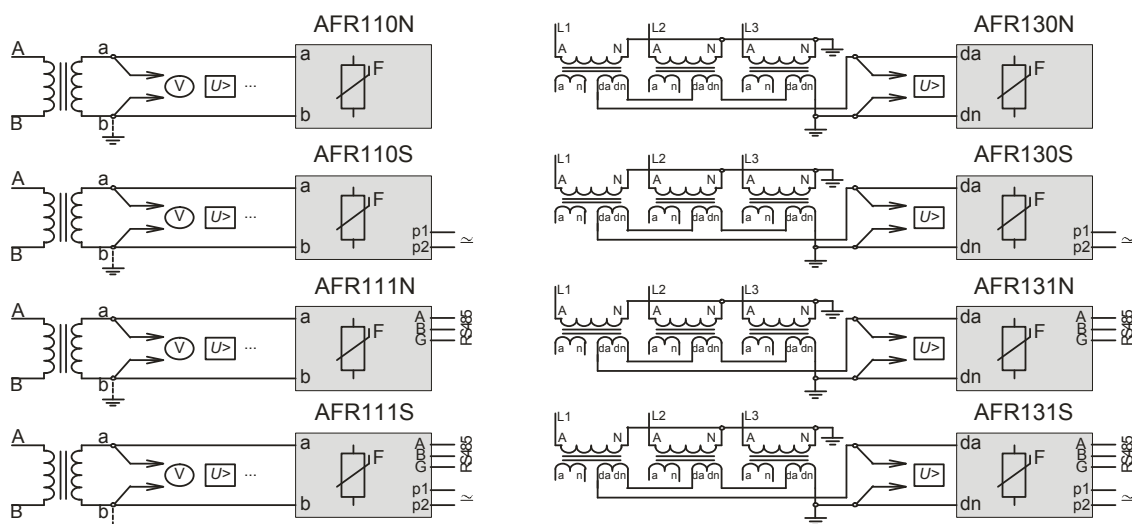 AFR110N
A
a
a
F
V
U>
...
B
b
b
AFR130N
L1
L2
L3
A
N
A
N
A
N
a
n
da
dn
a
n
da
dn
a
n
da
dn
da
F
U>
dn
AFR110S
A
a
a
F
V
U>
...
p1
B
b
b
p2
≃
AFR130S
L1
L2
L3
A
N
A
N
A
N
a
n
da
dn
a
n
da
dn
a
n
da
dn
da
F
U>
p1
dn
p2
≃
AFR111N
A
a
a
A
F
B
G
RS485
V
U>
...
B
b
b
AFR131N
L1
L2
L3
A
N
A
N
A
N
a
n
da
dn
a
n
da
dn
a
n
da
dn
da
A
F
B
G
RS485
U>
dn
AFR111S
A
a
a
A
F
B
G
RS485
V
U>
...
p1
B
b
b
p2
≃
AFR131S
L1
L2
L3
A
N
A
N
A
N
a
n
da
dn
a
n
da
dn
a
n
da
dn
da
A
F
B
G
RS485
U>
p1
dn
p2
≃